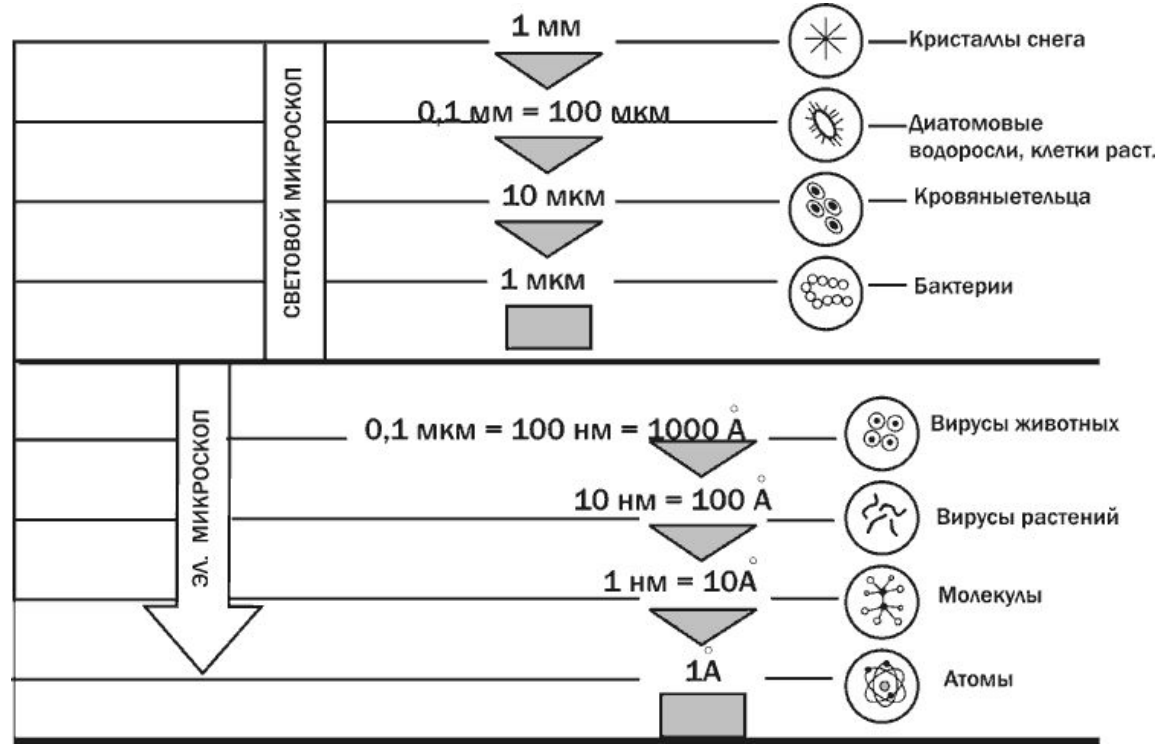 1 мм
Кристаллы снега
0,1 мм = 100 мкм
Диатомовые
водоросли, клетки раст.
10 мкм
Кровяныетельца
1 мкм
Бактерии
СВЕТОВОЙ МИКРОСКОП
0,1 мкм = 100 нм = 1000 Å
Вирусы животных
10 нм = 100 Å
Вирусы растений
1 нм = 10Å
Молекулы
1Å
Атомы
ЭЛ. МИКРОСКОП